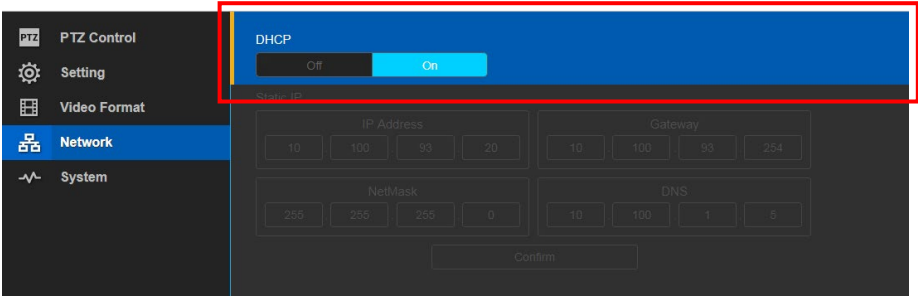 PTZ PTZ Control
Setting
Video Format
Network
System
DHCP
Off On
Static IP
IP Address
10 100 93 20
Gateway
10 100 93 254
NetMask
255 255 255 0
DNS
10 100 1 5
Confirm